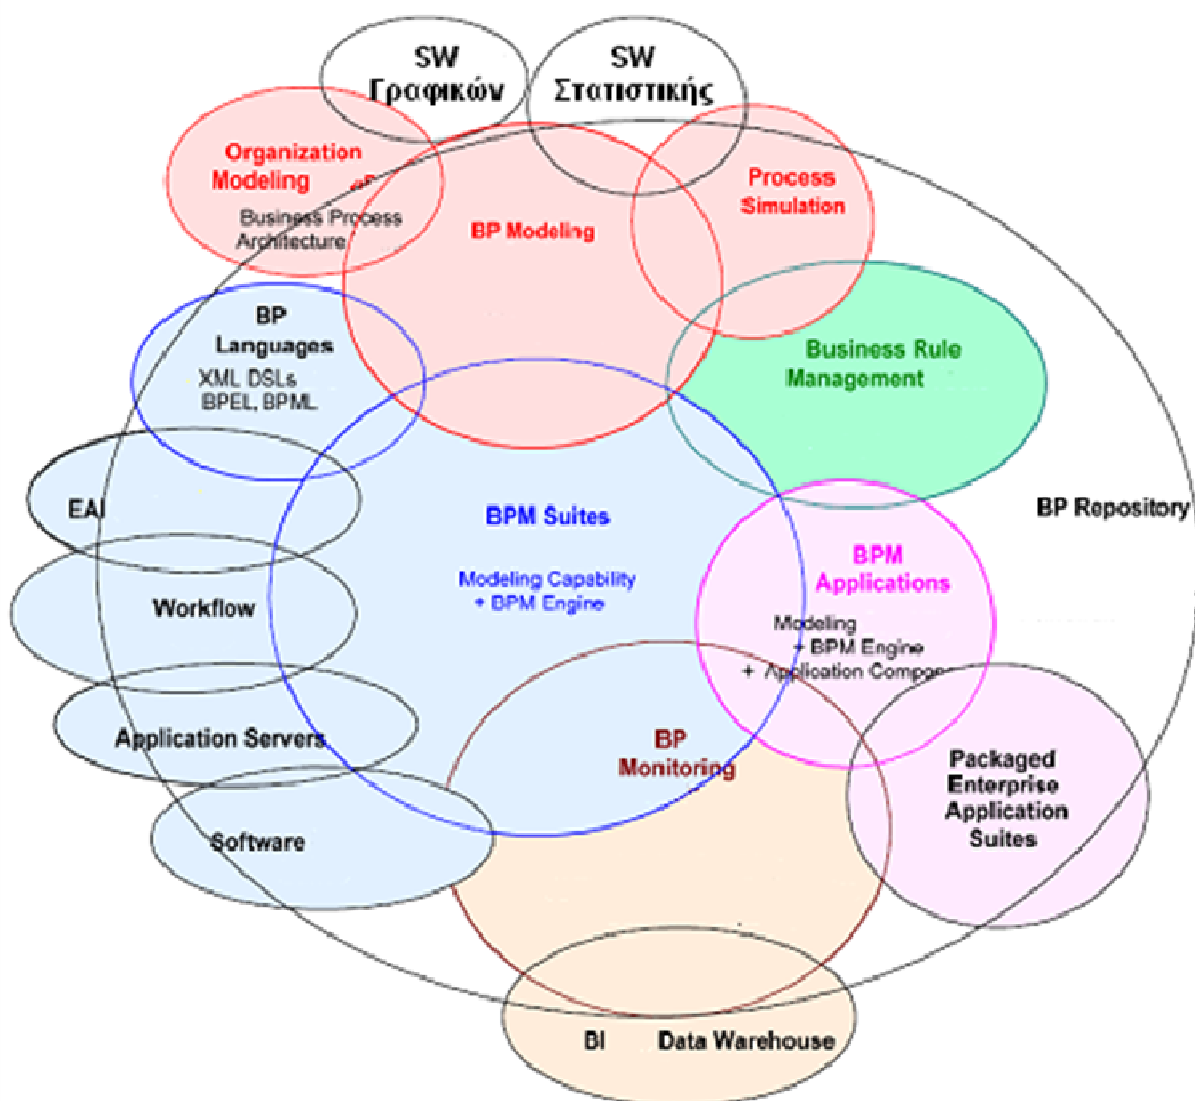 SW
Γραφικών
SW
Στατιστικής
Organization
Modeling
Business Process
Architecture
BP Modeling
Process
Simulation
BP
Languages
XML DSLs
BPEL, BPML
Business Rule
Management
EAI
BPM Suites
Modeling Capability
+ BPM Engine
BP Repository
BPM
Applications
Modeling
+ BPM Engine
+ Application
Workflow
Application Servers
BP
Monitoring
Packaged
Enterprise
Application
Suites
Software
BI Data Warehouse